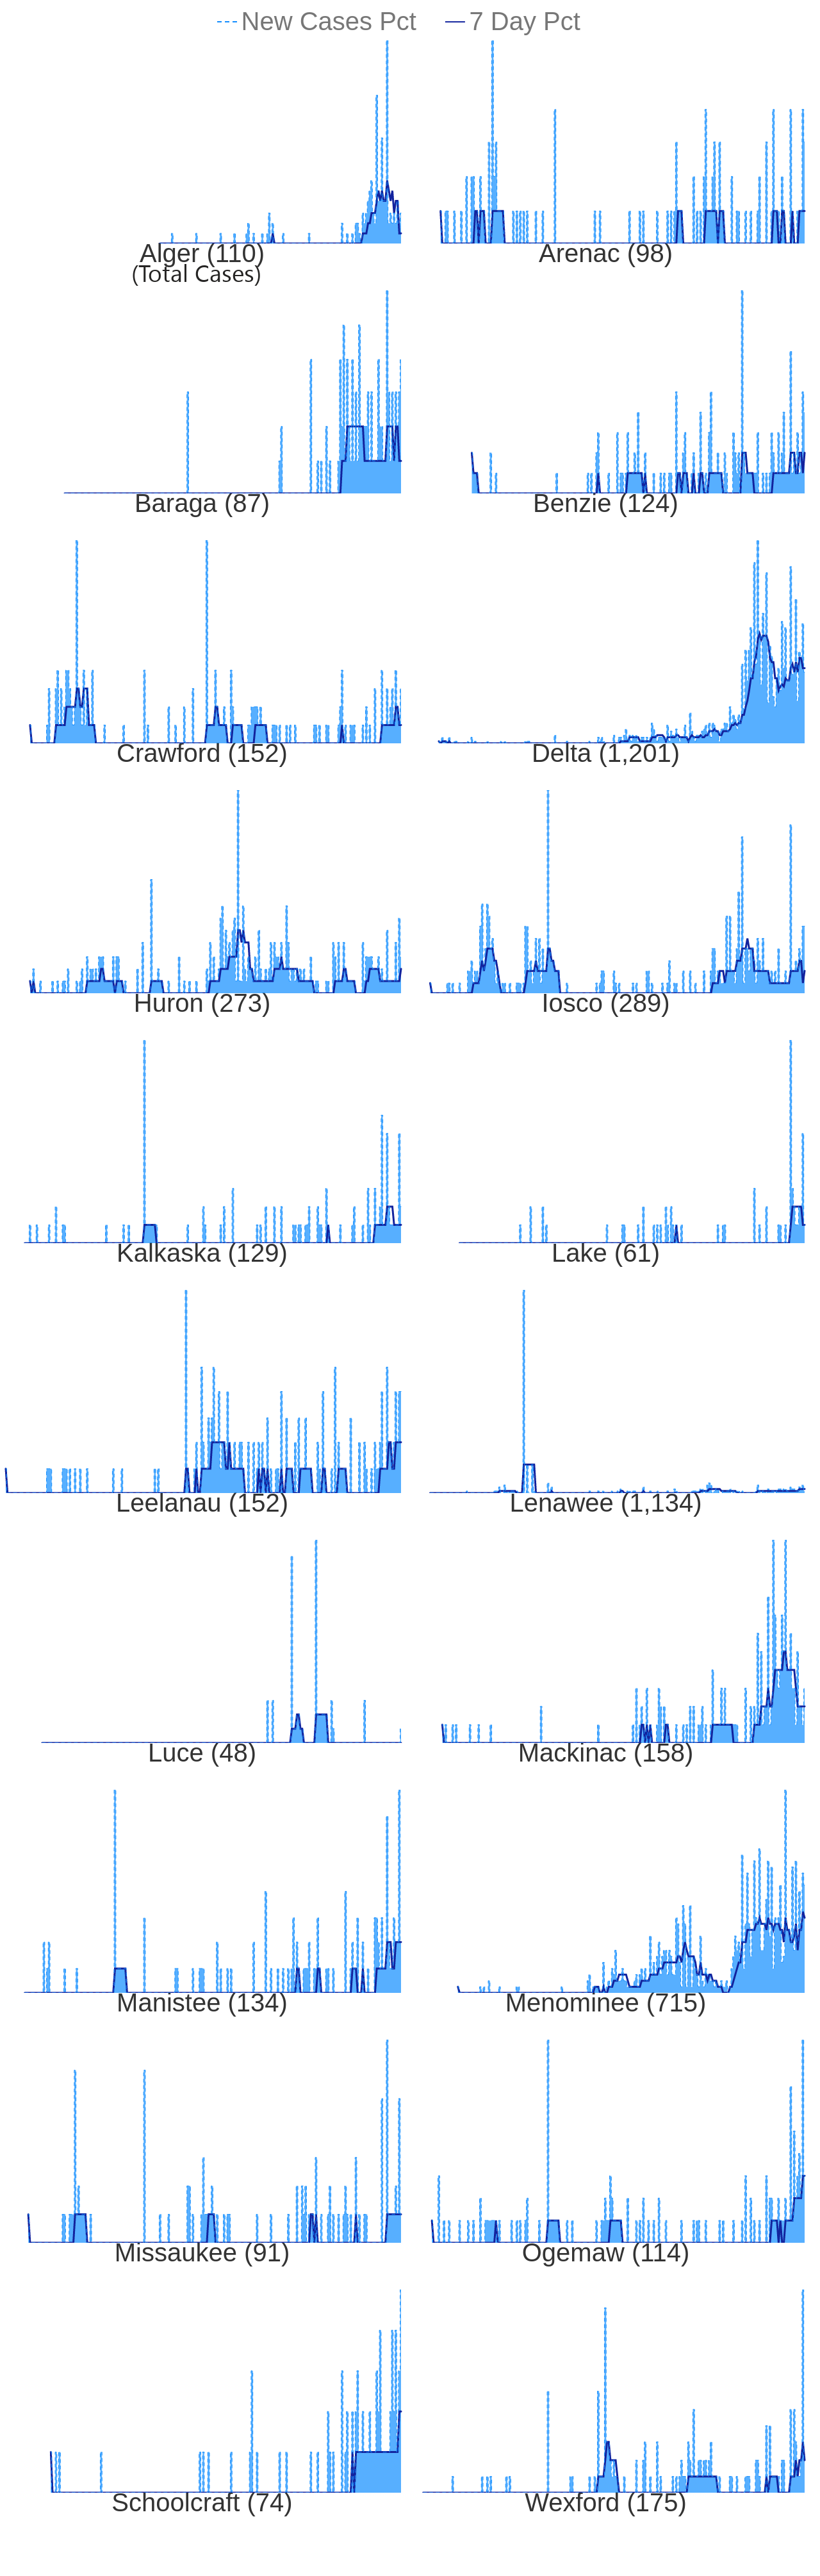 New Cases Pct 7 Day Pct
Alger (110) Arenac (98)
(Total Cases)
Baraga (87) Benzie (124)
Crawford (152) Delta (1,201)
Huron (273) Iosco (289)
Kalkaska (129) Lake (61)
Leelanau (152) Lenawee (1,134)
Luce (48) Mackinac (158)
Manistee (134) Menominee (715)
Missaukee (91) Ogemaw (114)
Schoolcraft (74) Wexford (175)